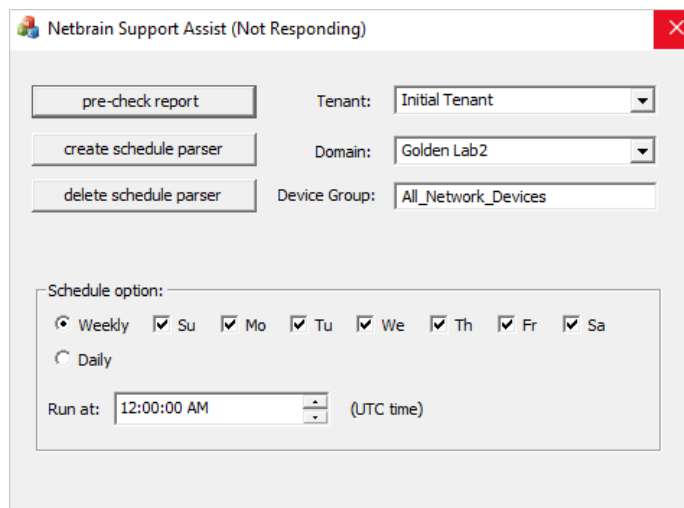 Netbrain Support Assist (Not Responding)
pre-check report
Tenant: Initial Tenant
create schedule parser
Domain: Golden Lab2
delete schedule parser
Device Group: All_Network_Devices
Schedule option:
Weekly Su Mo Tu We Th Fr Sa
Daily
Run at: 12:00:00 AM (UTC time)